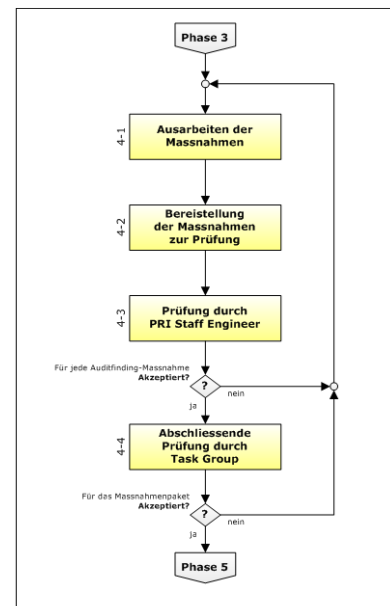 Phase 3
4-1
Ausarbeiten der
Massnahmen
4-2
Bereistellung
der Massnahmen
zur Prüfung
4-3
Prüfung durch
PRI Staff Engineer
Für jede Auditfinding-Massnahme
Akzeptiert?
?
nein
ja
4-4
Abschliessende
Prüfung durch
Task Group
Für das Massnahmenpaket
Akzeptiert?
?
nein
ja
Phase 5